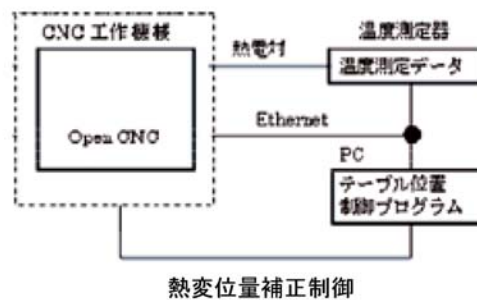 CNC 工作機械
温度測定器
熱電対
温度測定データ
Ethernet
Open CNC
PC
テーブル位置
制御プログラム
熱変位量補正制御